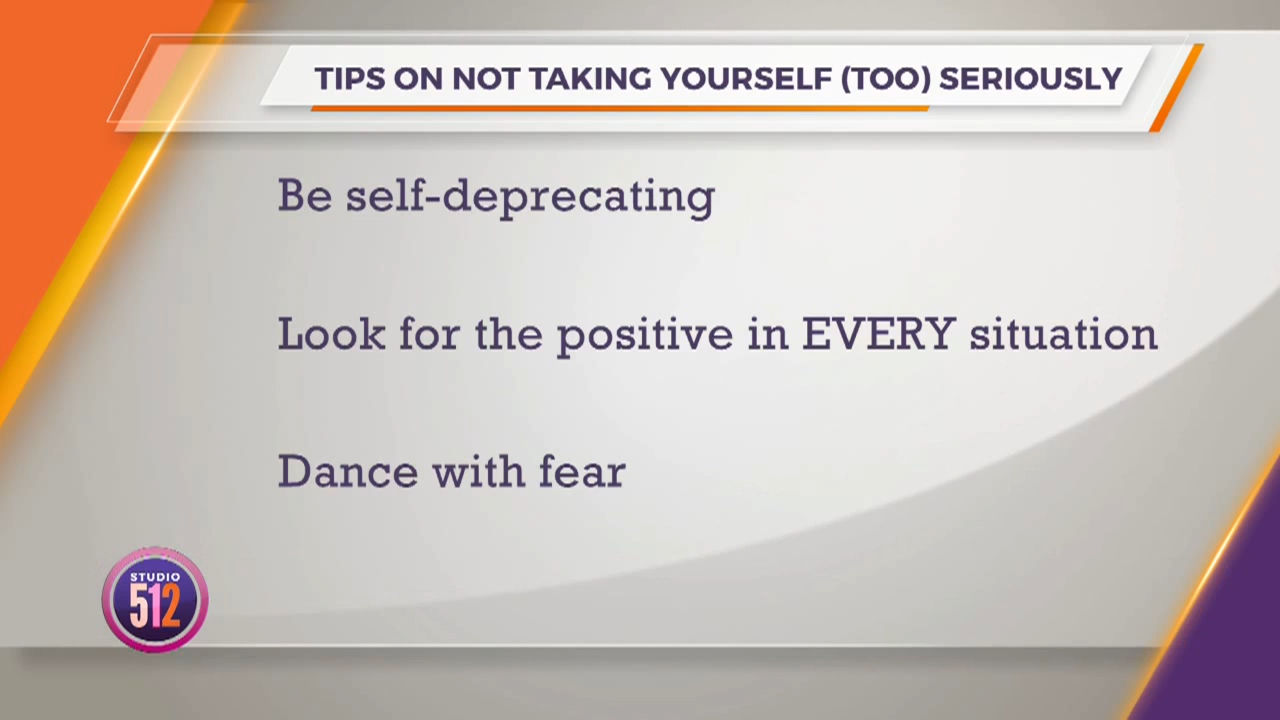 TIPS ON NOT TAKING YOURSELF (TOO) SERIOUSLY
Be self-deprecating
Look for the positive in EVERY situation
Dance with fear
STUDIO
512